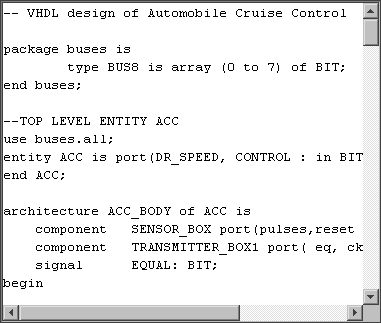 -- VHDL design of Automobile Cruise Control
package buses is
type BUS8 is array (0 to 7) of BIT;
end buses;
--TOP LEVEL ENTITY ACC
use buses.all;
entity ACC is port(DR_SPEED, CONTROL : in BIT
end ACC;
architecture ACC_BODY of ACC is
component SENSOR_BOX port(pulses,reset
component TRANSMITTER_BOX1 port( eq, ck
signal EQUAL: BIT;
begin